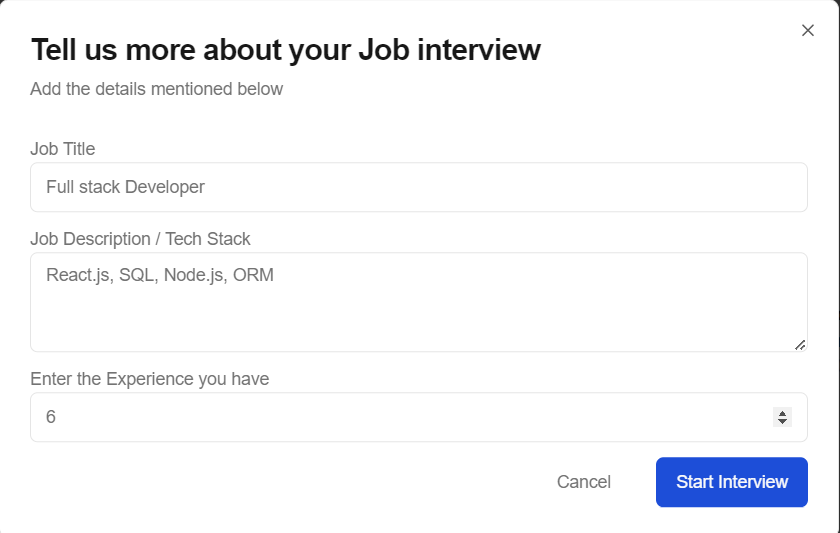 Tell us more about your Job interview
Add the details mentioned below
Job Title
Full stack Developer
Job Description / Tech Stack
React.js, SQL, Node.js, ORM
Enter the Experience you have
6
Cancel
Start Interview